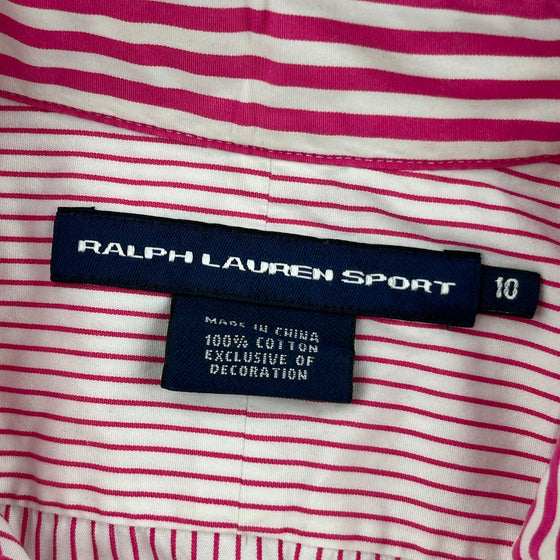 RALPH LAUREN SPORT
10
MADE IN CHINA
100% COTTON
EXCLUSIVE OF
DECORATION